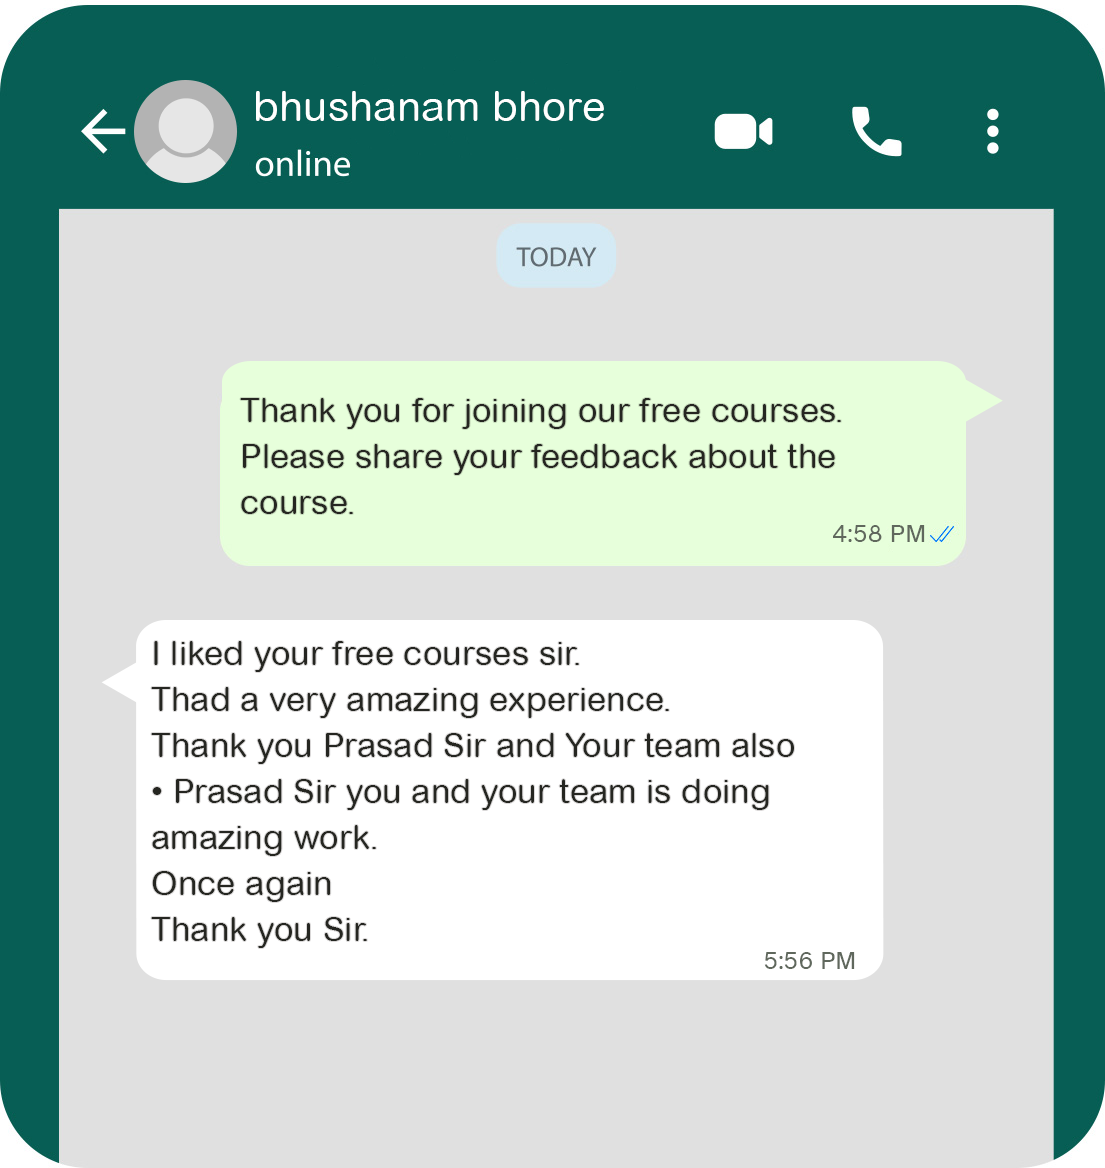 bhushanam bhore
online
TODAY
Thank you for joining our free courses.
Please share your feedback about the
course.
4:58 PM
I liked your free courses sir.
Thad a very amazing experience.
Thank you Prasad Sir and Your team also
• Prasad Sir you and your team is doing
amazing work.
Once again
Thank you Sir.
5:56 PM